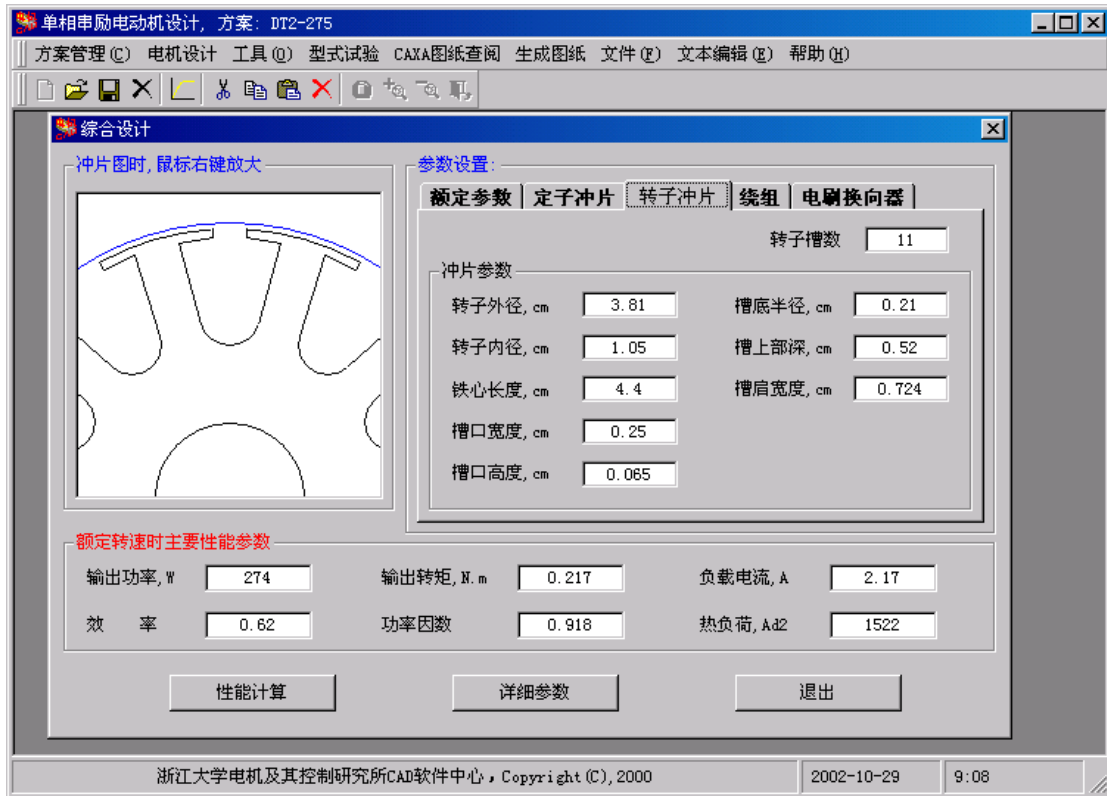 单相串励电动机设计, 方案: DT2-275
方案管理(C) 电机设计 工具(O) 型式试验 CAXA图纸查阅 生成图纸 文件(F) 文本编辑(E) 帮助(H)
综合设计
冲片图时,鼠标右键放大
参数设置:
额定参数 定子冲片 转子冲片 绕组 电刷换向器
转子槽数 11
冲片参数
转子外径,cm 3.81 槽底半径,cm 0.21
转子内径,cm 1.05 槽上部深,cm 0.52
铁心长度,cm 4.4 槽肩宽度,cm 0.724
槽口宽度,cm 0.25
槽口高度,cm 0.065
额定转速时主要性能参数
输出功率,W 274 输出转矩,N.m 0.217 负载电流,A 2.17
效 率 0.62 功率因数 0.918 热负荷,Ad2 1522
性能计算 详细参数 退出
浙江大学电机及其控制研究所CAD软件中心,Copyright(C),2000 2002-10-29 9:08